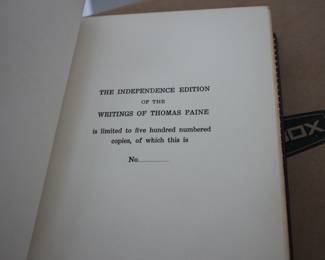 THE INDEPENDENCE EDITION
OF THE
WRITINGS OF THOMAS PAINE
is limited to five hundred numbered
copies, of which this is
No.
BOX